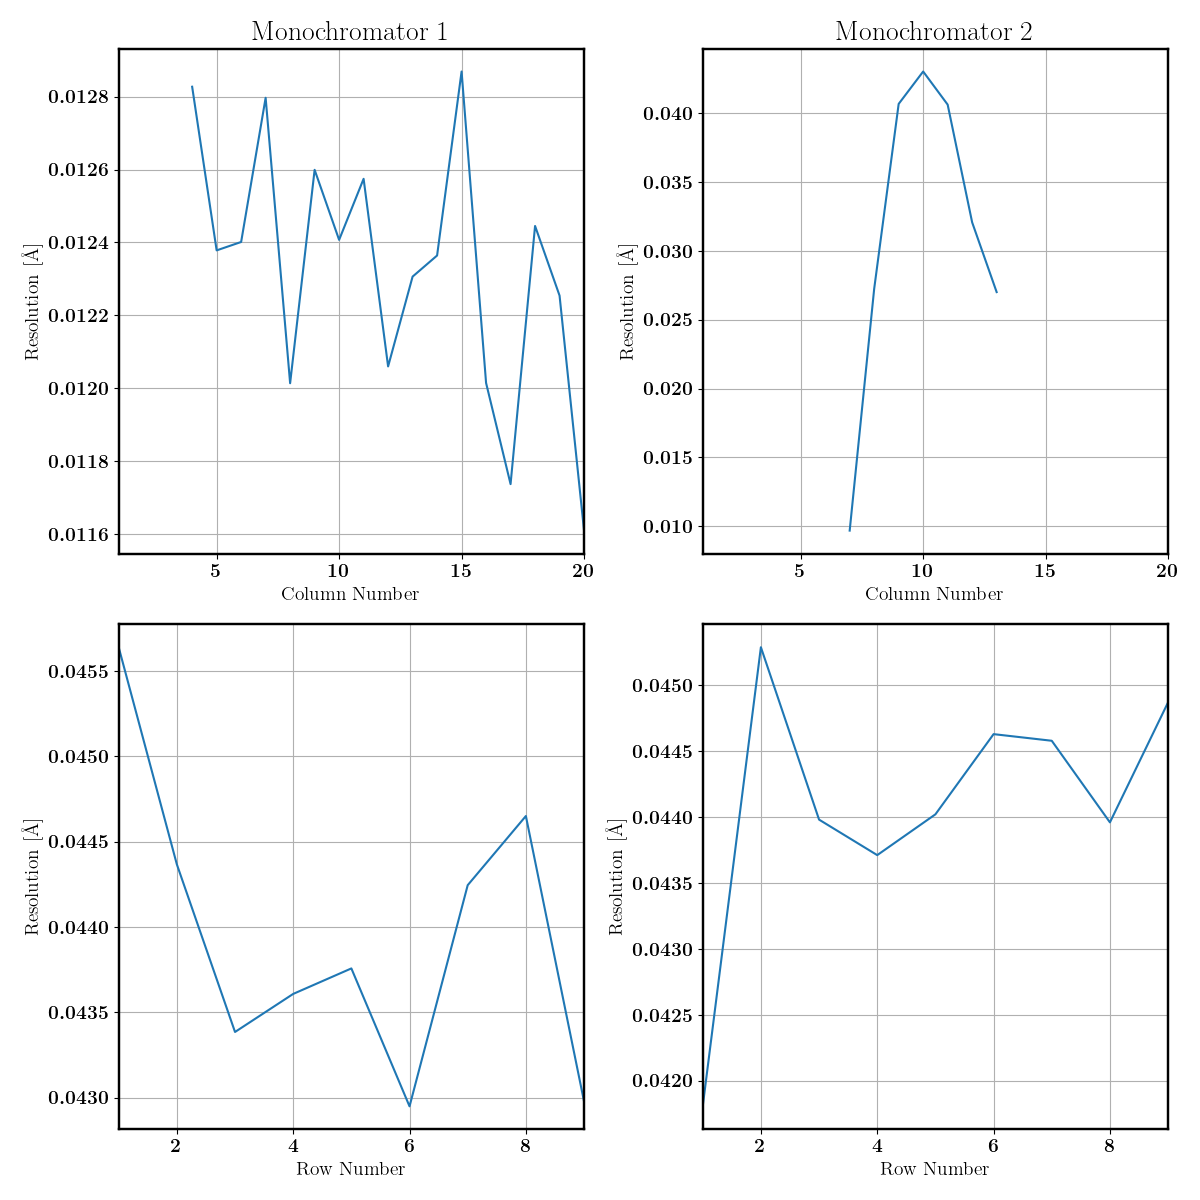 Monochromator 1
0.0128
0.0126
0.0124
0.0122
0.0120
0.0118
0.0116
Resolution [Å]
5 10 15 20
Column Number
Monochromator 2
0.040
0.035
0.030
0.025
0.020
0.015
0.010
Resolution [Å]
5 10 15 20
Column Number
0.0455
0.0450
0.0445
0.0440
0.0435
0.0430
Resolution [Å]
2 4 6 8
Row Number
0.0450
0.0445
0.0440
0.0435
0.0430
0.0425
0.0420
Resolution [Å]
2 4 6 8
Row Number